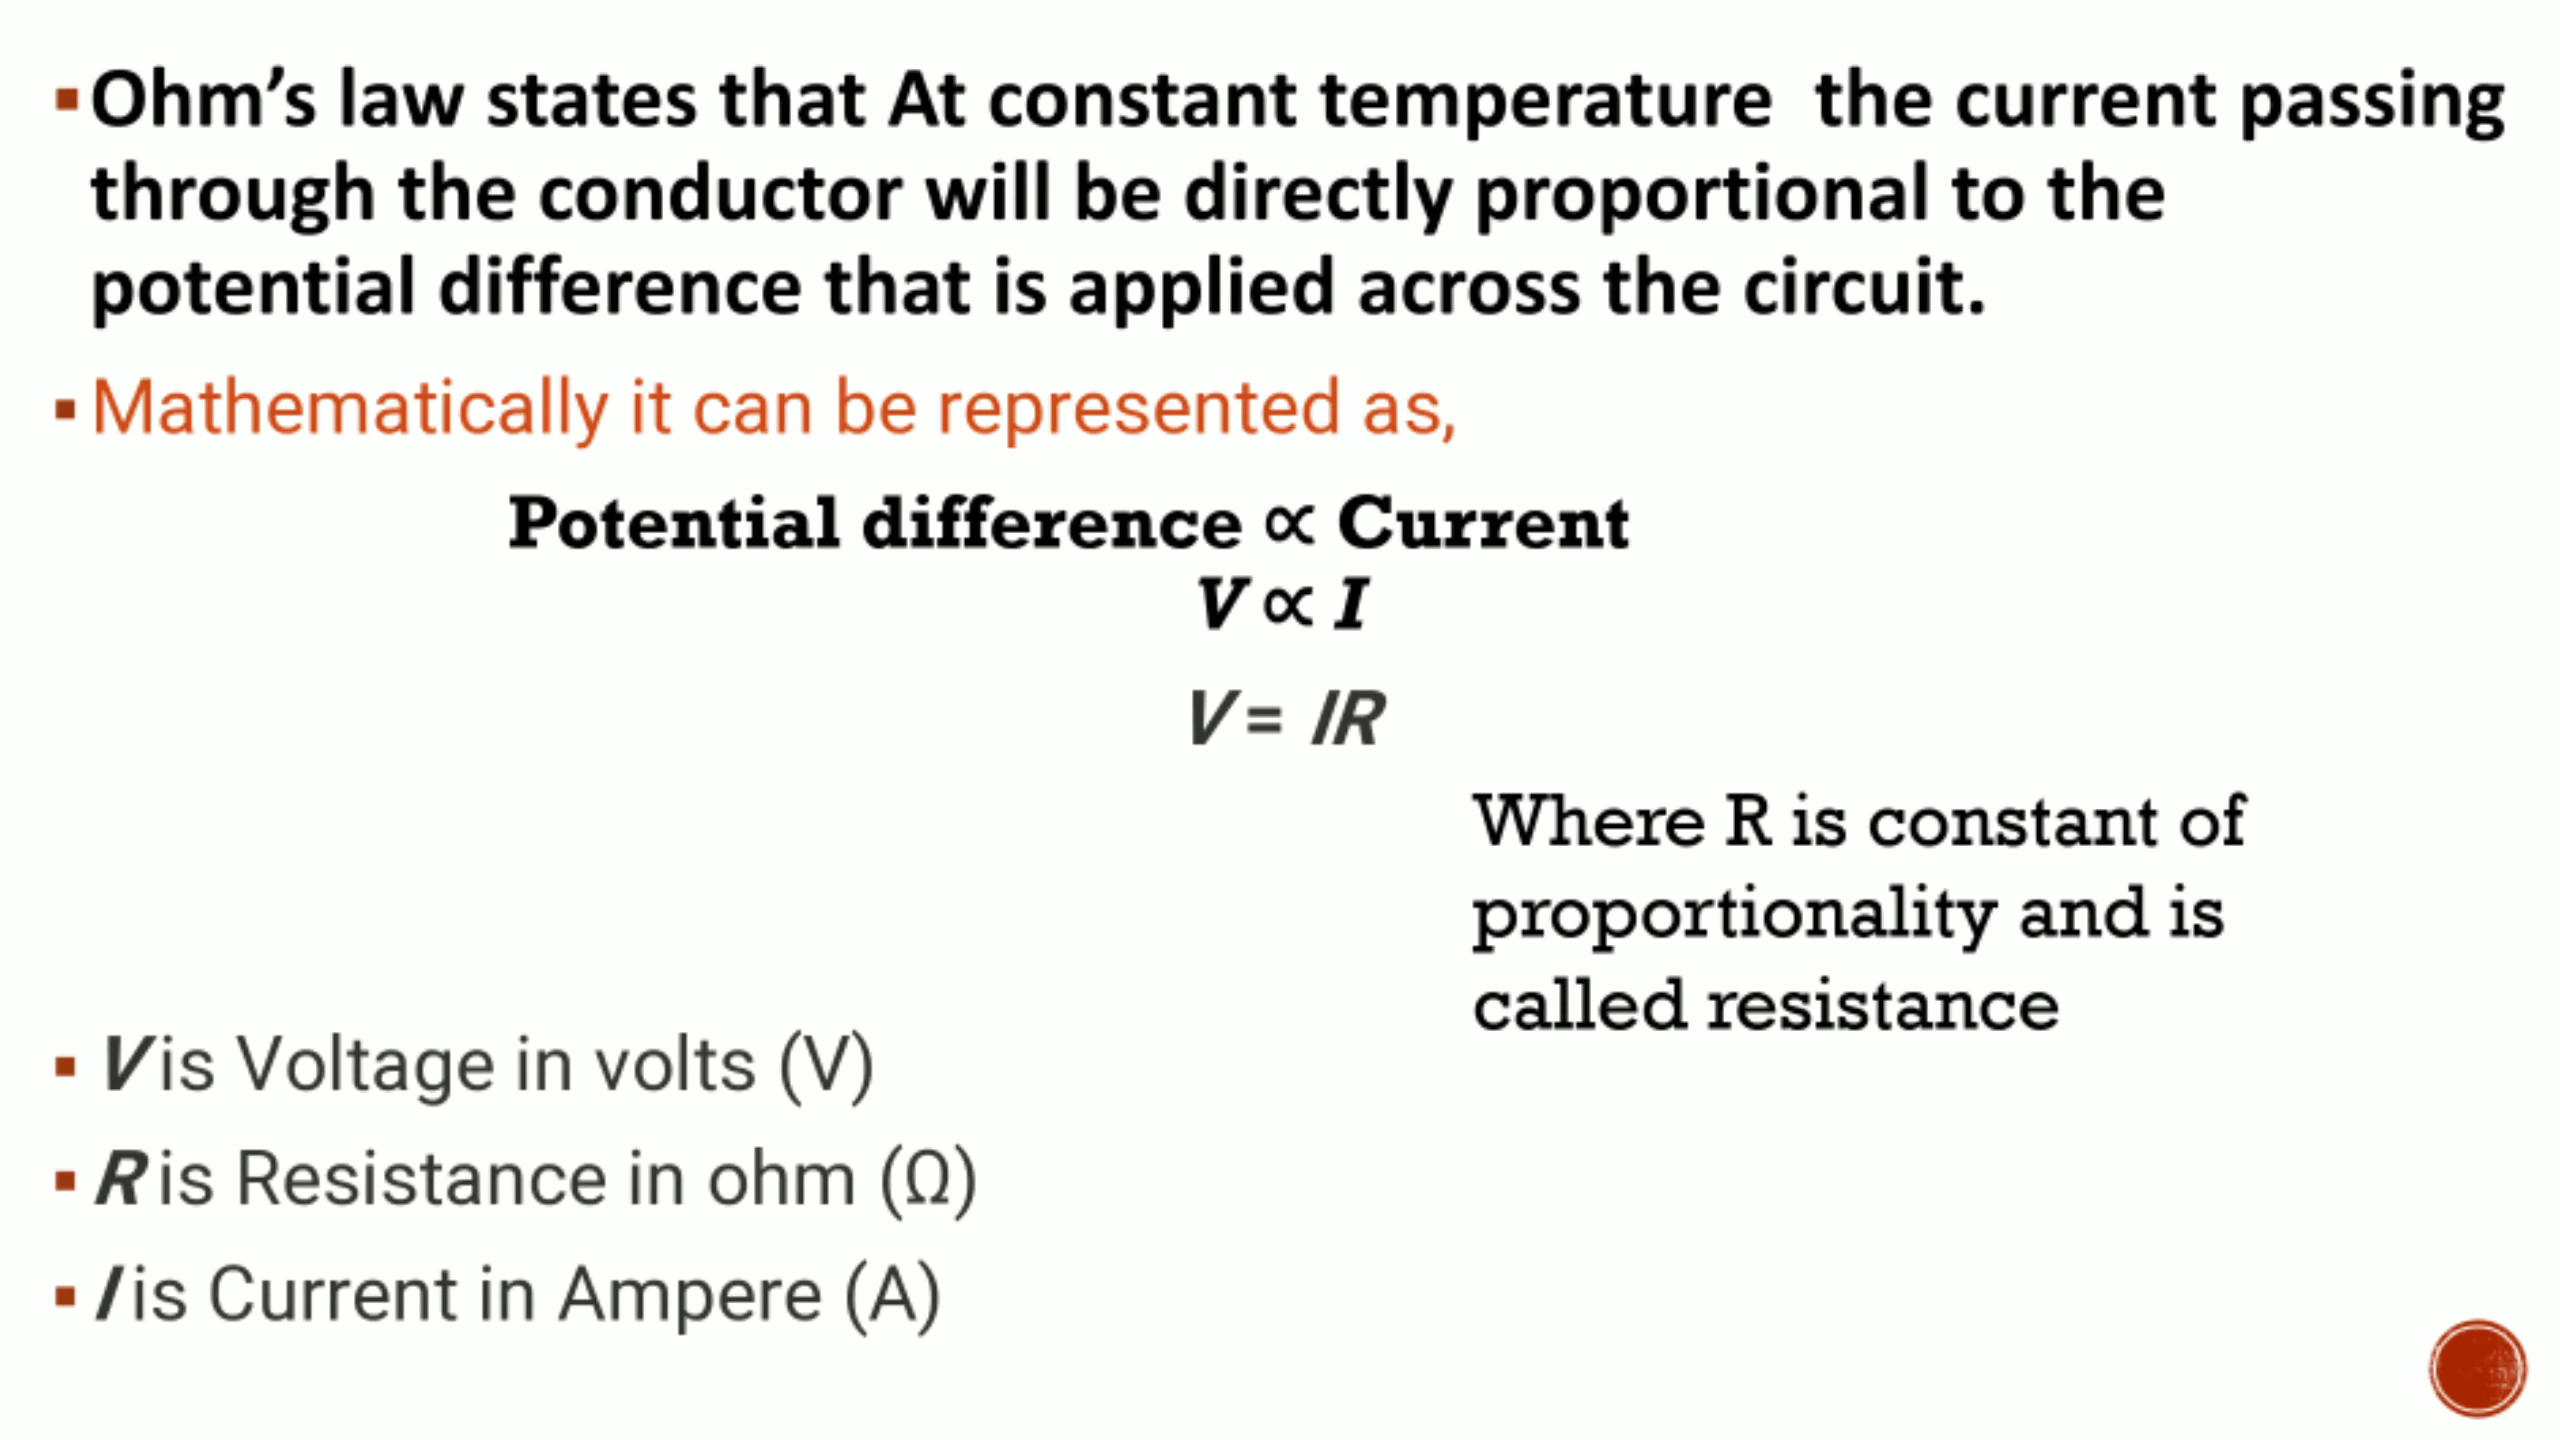 Ohm's law states that At constant temperature the current passing
through the conductor will be directly proportional to the
potential difference that is applied across the circuit.
Mathematically it can be represented as,
Potential difference ∝ Current
V ∝ I
V = IR
Where R is constant of
proportionality and is
called resistance
V is Voltage in volts (V)
R is Resistance in ohm (Ω)
I is Current in Ampere (A)